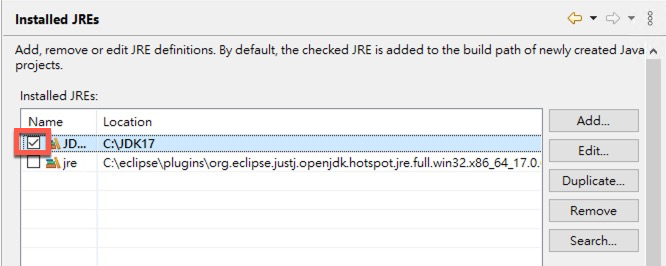 Installed JREs
Add, remove or edit JRE definitions. By default, the checked JRE is added to the build path of newly created Java
projects.
Installed JREs:
Name Location
JD... C:\JDK17
jre C:\eclipse\plugins\org.eclipse.justj.openjdk.hotspot.jre.full.win32.x86_64_17.0.
Add...
Edit...
Duplicate...
Remove
Search...